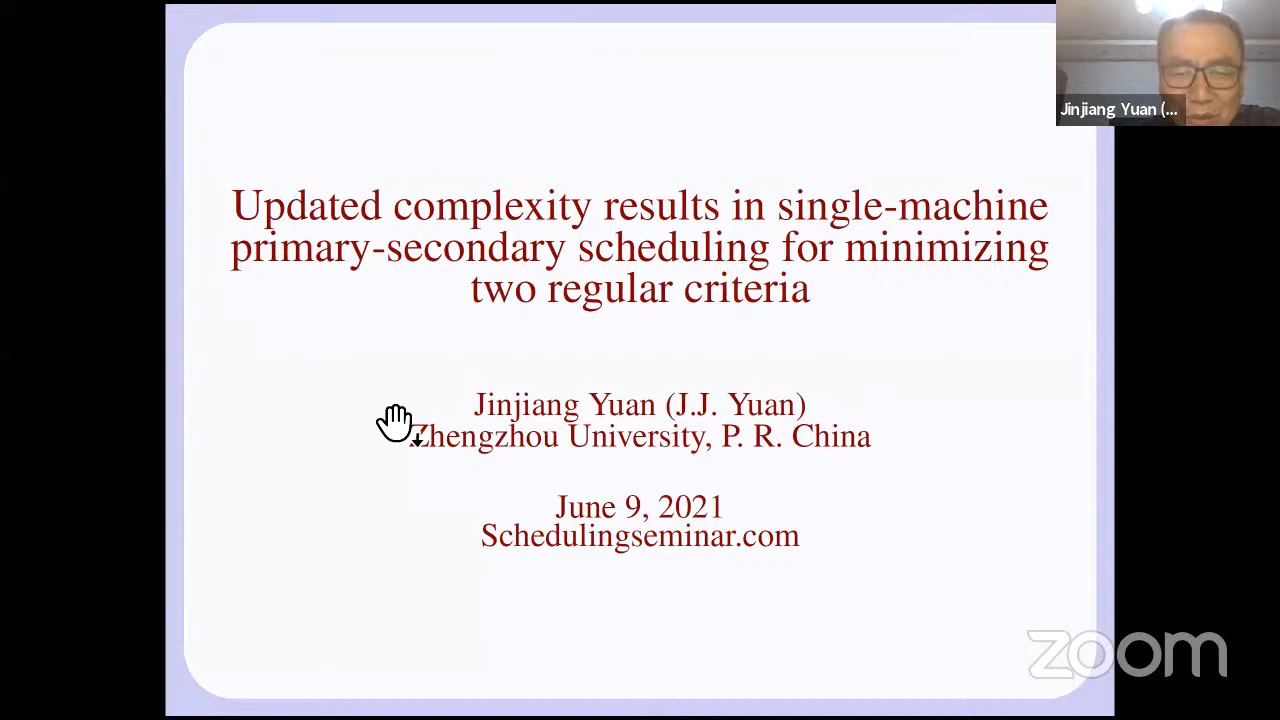 Jinjiang Yuan (...
Updated complexity results in single-machine
primary-secondary scheduling for minimizing
two regular criteria
Jinjiang Yuan (J.J. Yuan)
Zhengzhou University, P. R. China
June 9, 2021
Schedulingseminar.com
zoom